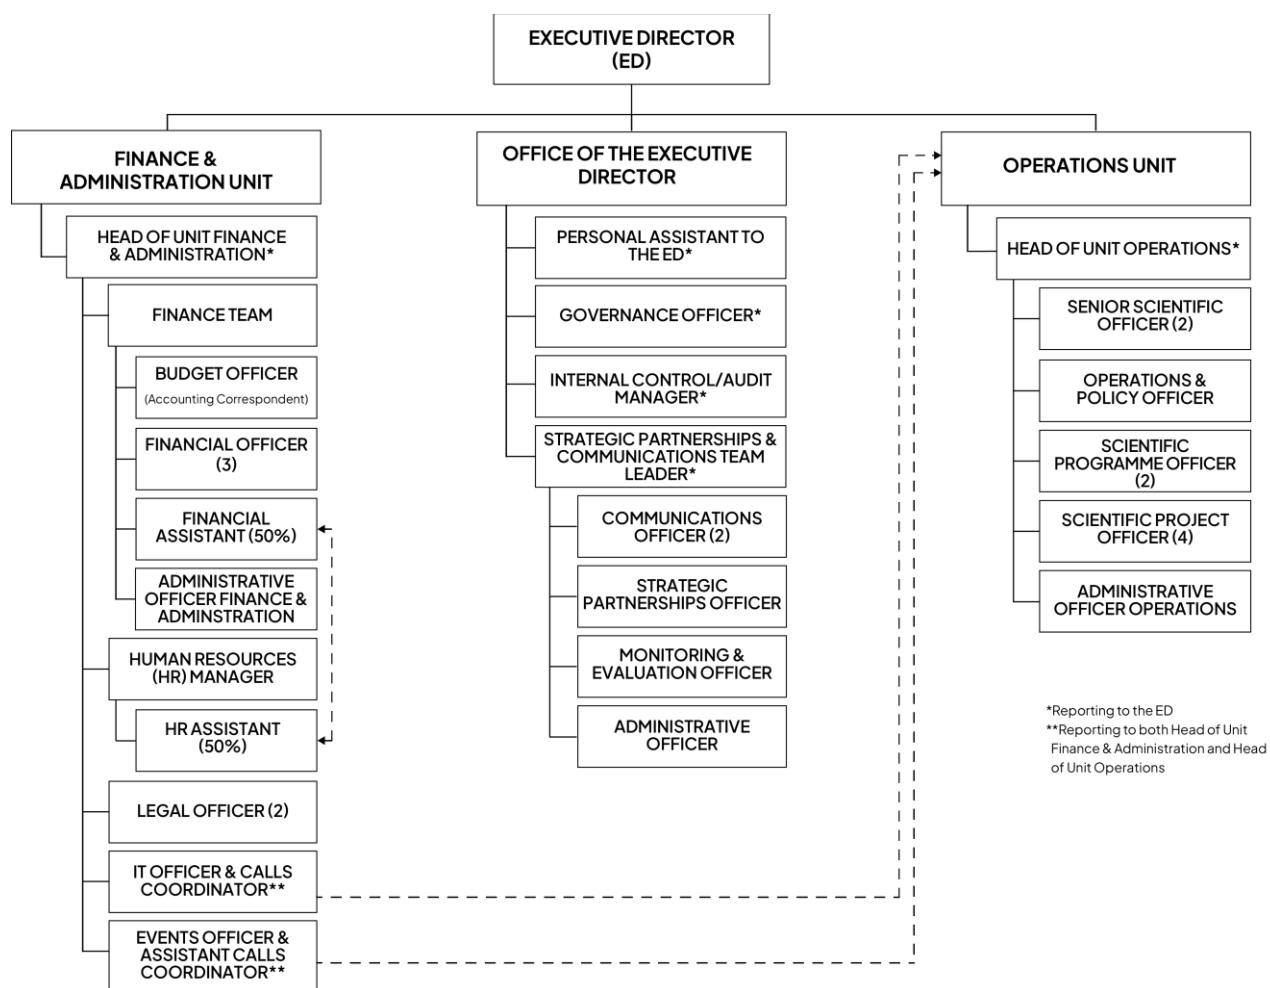 EXECUTIVE DIRECTOR
(ED)
FINANCE &
ADMINISTRATION UNIT
HEAD OF UNIT FINANCE
& ADMINISTRATION*
FINANCE TEAM
BUDGET OFFICER
(Accounting Correspondent)
FINANCIAL OFFICER
(3)
FINANCIAL
ASSISTANT (50%)
ADMINISTRATIVE
OFFICER FINANCE &
ADMINSTRATION
HUMAN RESOURCES
(HR) MANAGER
HR ASSISTANT
(50%)
LEGAL OFFICER (2)
IT OFFICER & CALLS
COORDINATOR**
EVENTS OFFICER &
ASSISTANT CALLS
COORDINATOR**
OFFICE OF THE EXECUTIVE
DIRECTOR
PERSONAL ASSISTANT TO
THE ED*
GOVERNANCE OFFICER*
INTERNAL CONTROL/AUDIT
MANAGER*
STRATEGIC PARTNERSHIPS &
COMMUNICATIONS TEAM
LEADER*
COMMUNICATIONS
OFFICER (2)
STRATEGIC
PARTNERSHIPS OFFICER
MONITORING &
EVALUATION OFFICER
ADMINISTRATIVE
OFFICER
OPERATIONS UNIT
HEAD OF UNIT OPERATIONS*
SENIOR SCIENTIFIC
OFFICER (2)
OPERATIONS &
POLICY OFFICER
SCIENTIFIC
PROGRAMME OFFICER
(2)
SCIENTIFIC PROJECT
OFFICER (4)
ADMINISTRATIVE
OFFICER OPERATIONS
*Reporting to the ED
**Reporting to both Head of Unit
Finance & Administration and Head
of Unit Operations